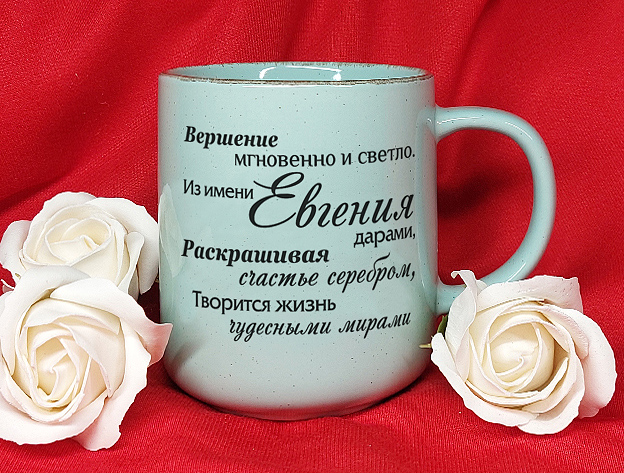 Вершение
мгновенно и светло.
Из имени Евгения
дарами,
Раскрашивая
счастье серебром,
Творится жизнь
чудесными мирами